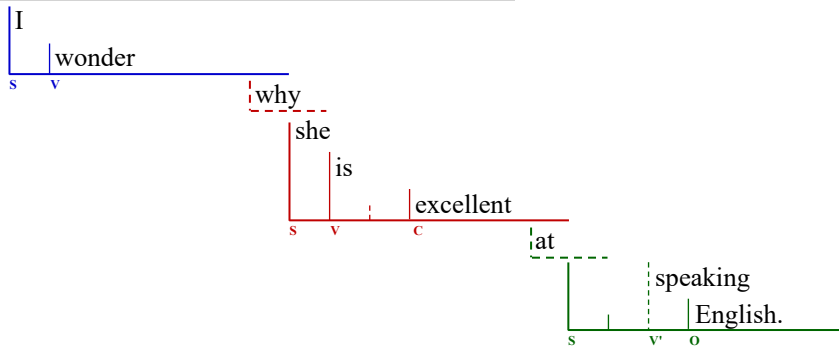 I
wonder
S V
why
she
is
excellent
S V C
at
speaking
English.
S V' O